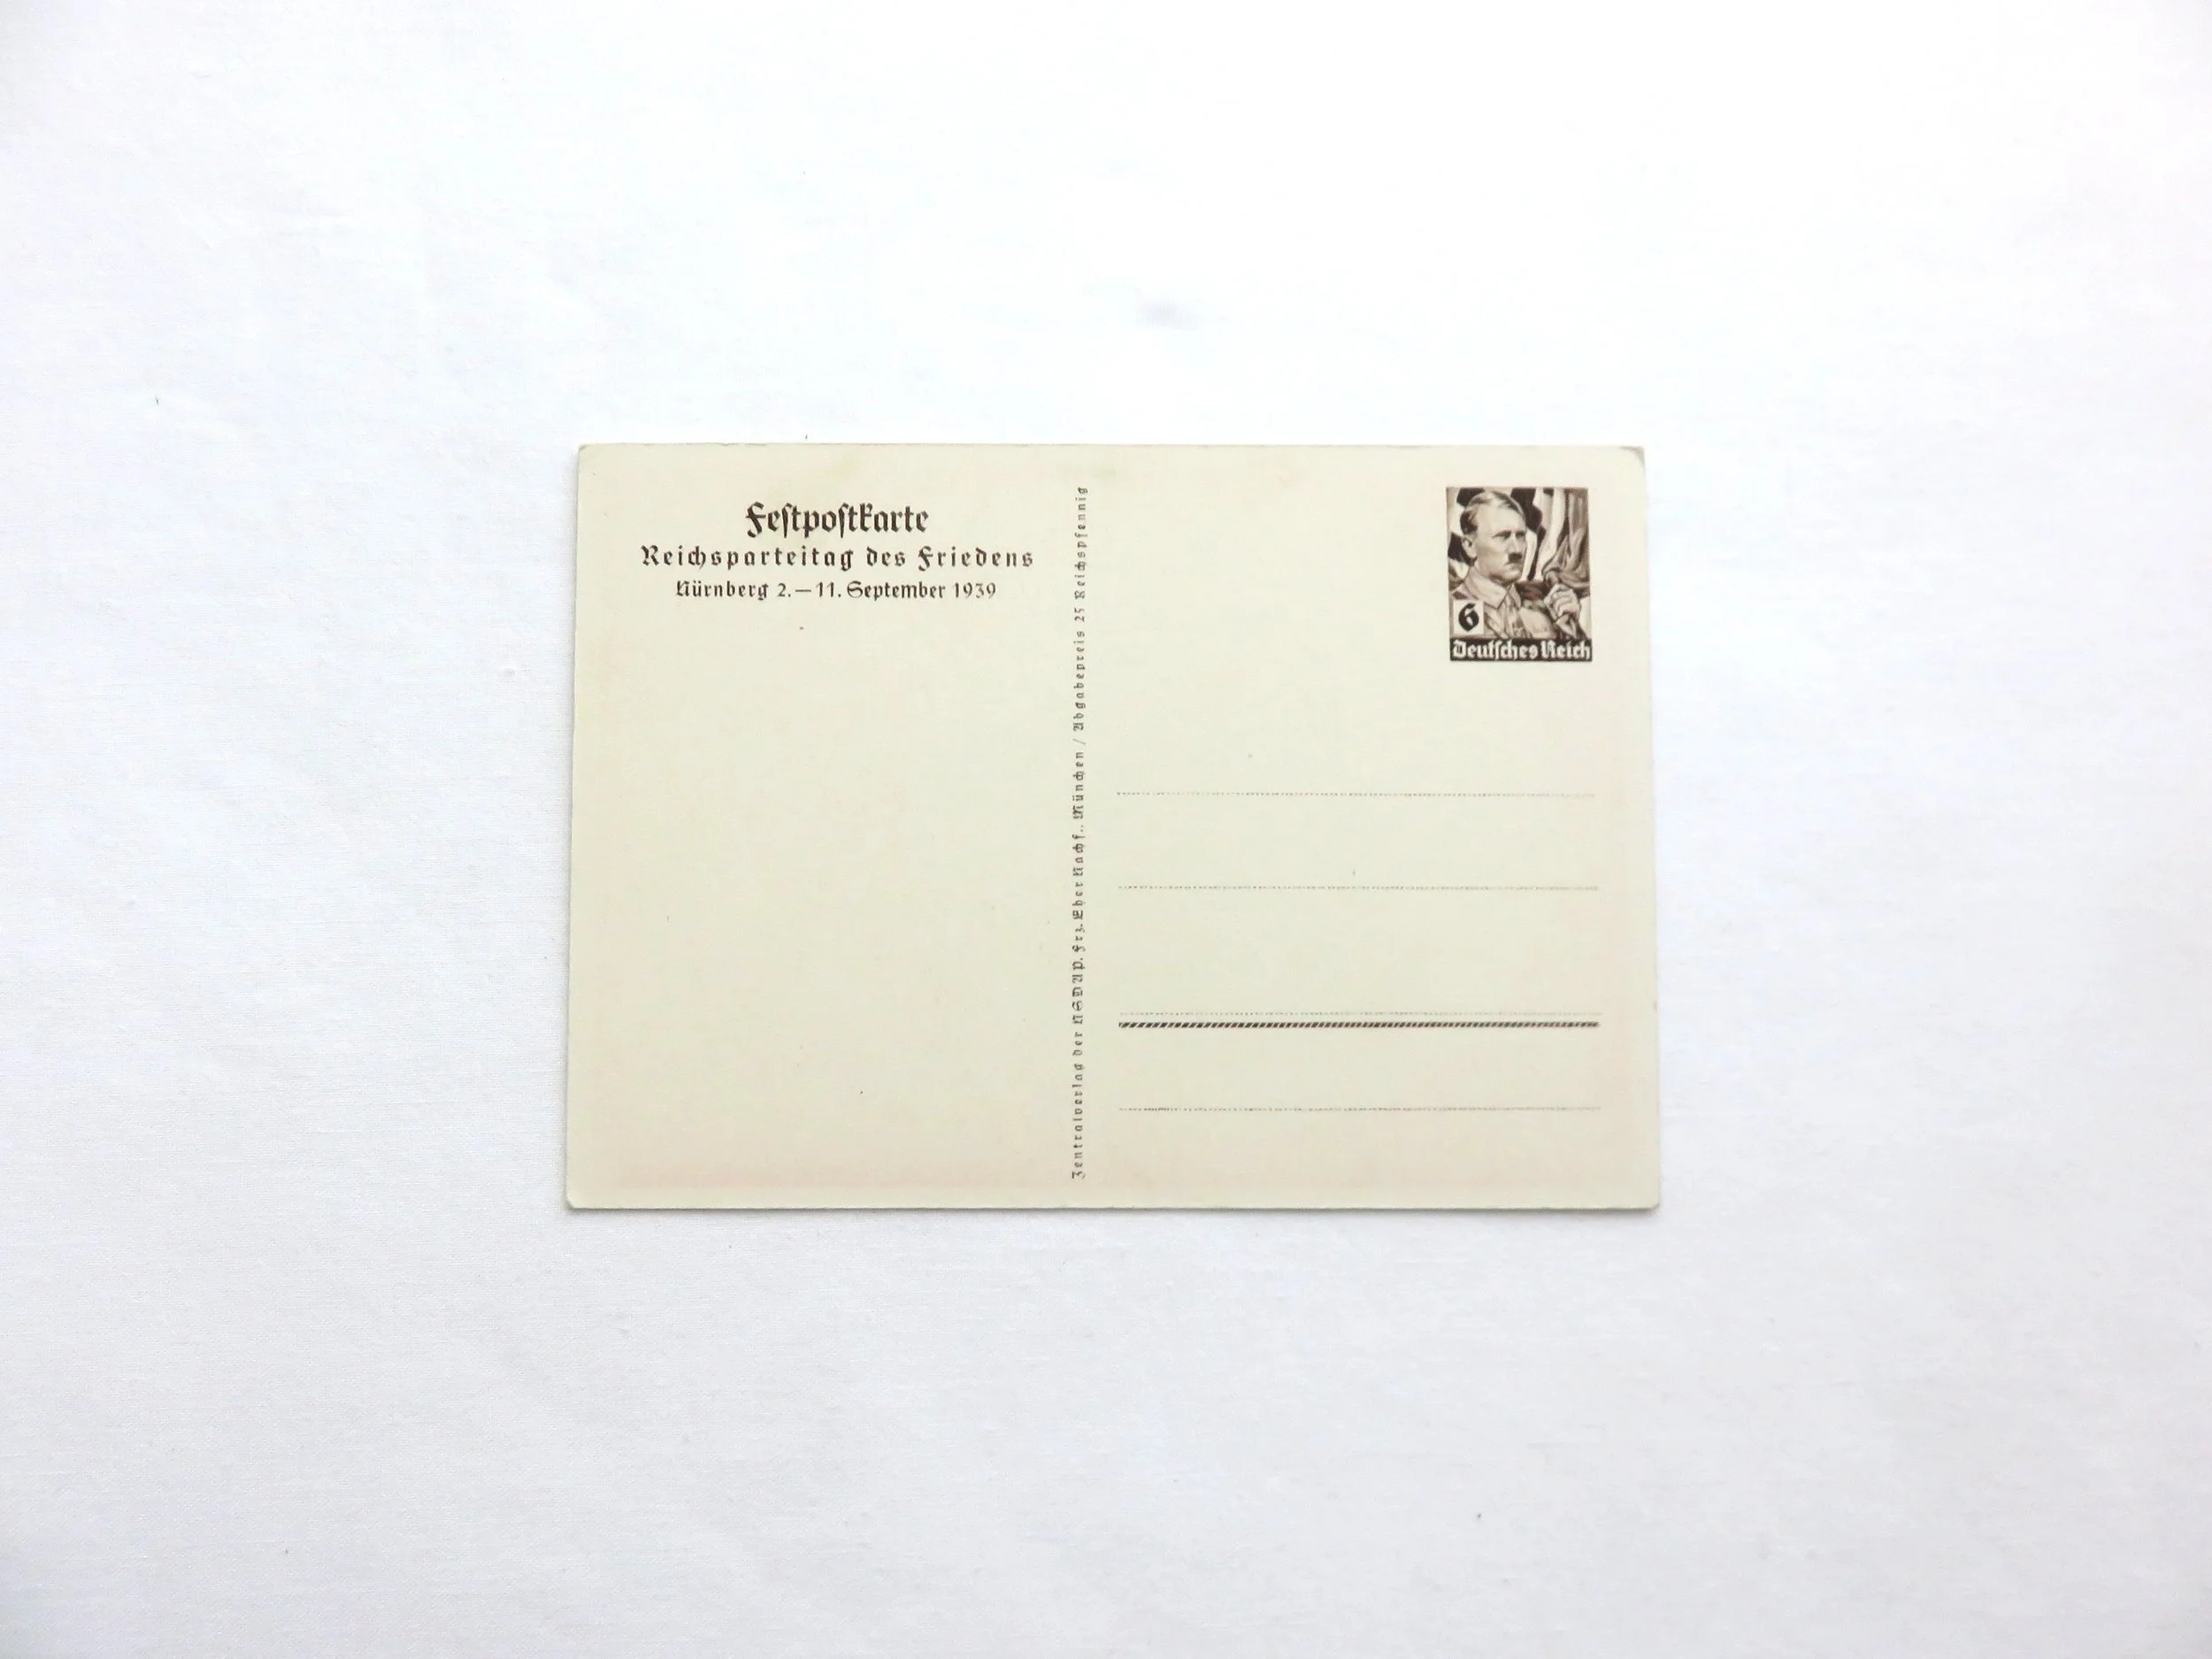 Feſtpoſtkarte
Reichsparteitag des Friedens
Nürnberg 2.—11. September 1939
Zentralverlag der NSDAP. Frz. Eher Nachf., München / Abgabepreis 25 Reichspfennig
6
Deutſches Reich